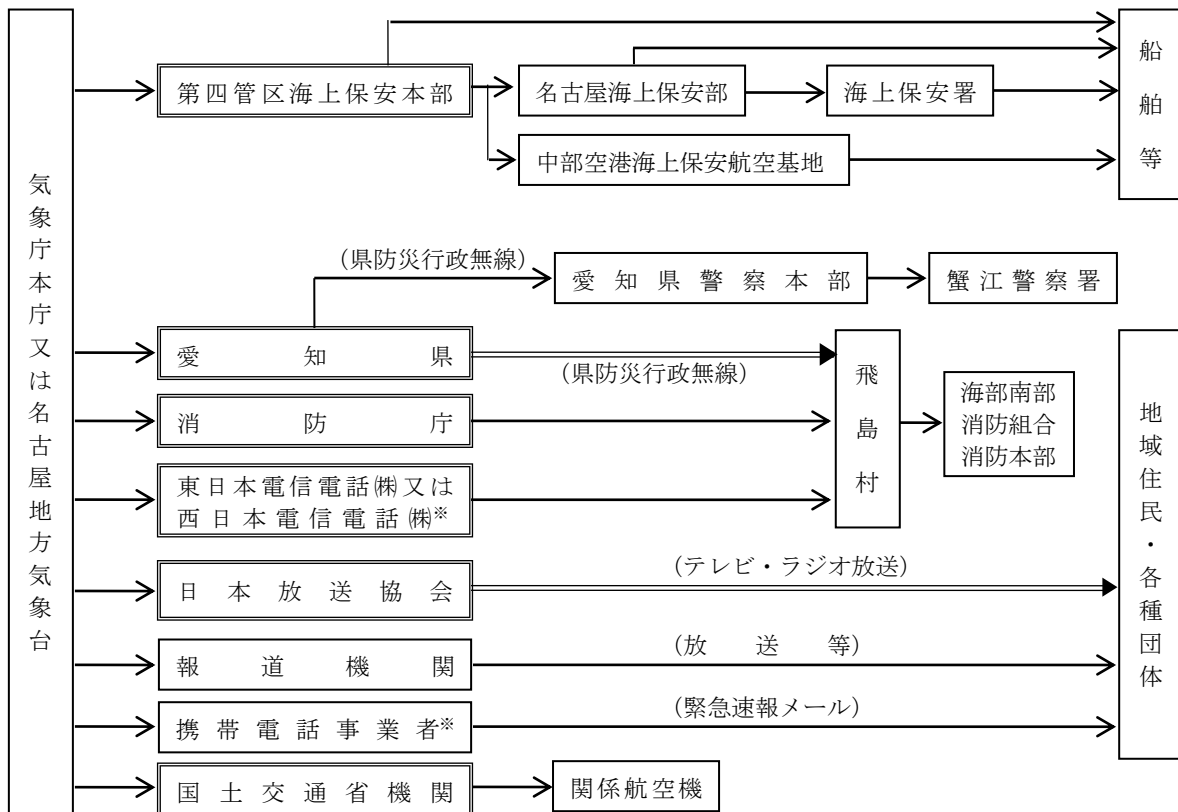 気象庁本庁又は名古屋地方気象台
第四管区海上保安本部
名古屋海上保安部
海上保安署
中部空港海上保安航空基地
船舶等
(県防災行政無線)
愛知県警察本部
蟹江警察署
愛知県
(県防災行政無線)
消防庁
東日本電信電話㈱又は
西日本電信電話㈱※
飛島村
海部南部
消防組合
消防本部
日本放送協会
(テレビ・ラジオ放送)
報道機関
(放送等)
携帯電話事業者※
(緊急速報メール)
国土交通省機関
関係航空機
地域住民・各種団体